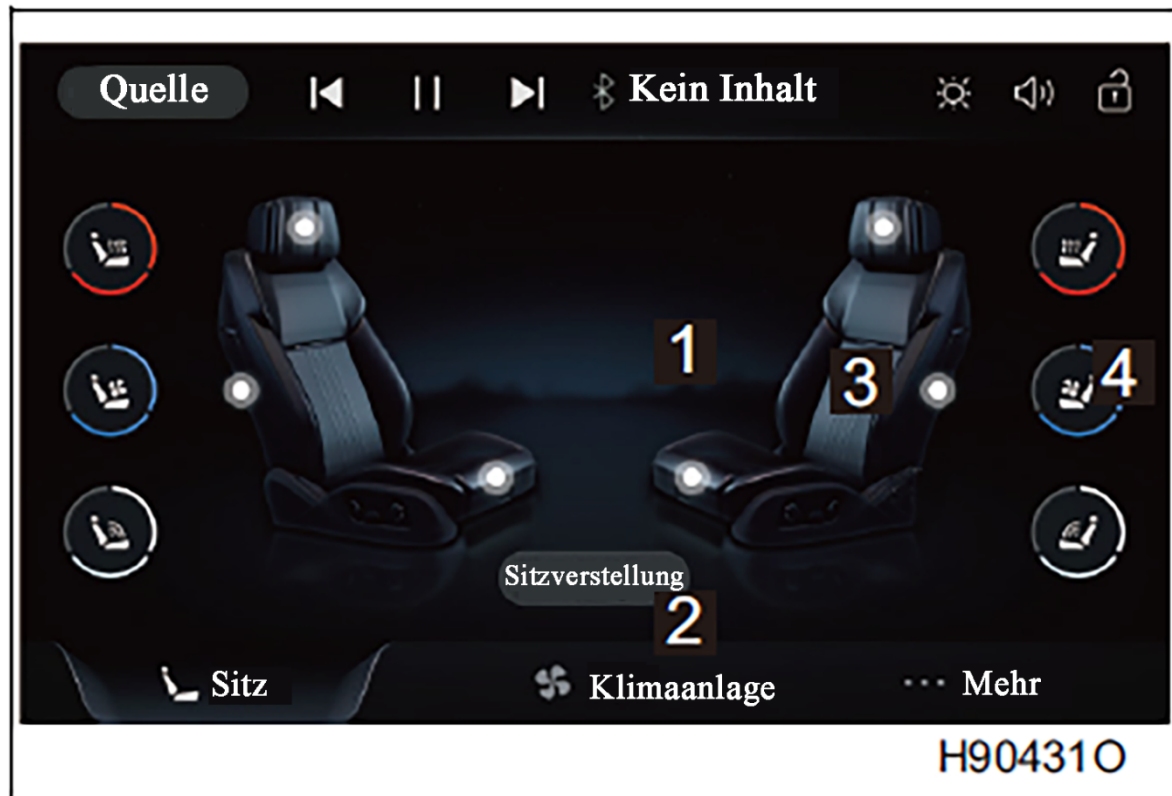 Quelle Kein Inhalt
1
3
4
Sitzverstellung
2
Sitz Klimaanlage Mehr
H90431O